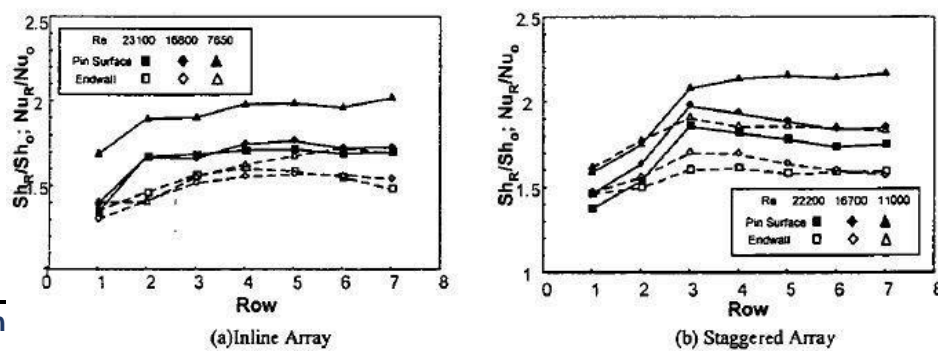 Sh_R/Sh_o; Nu_R/Nu_o
2.5
2
1.5
1
Re 23100 16800 7650
Pin Surface
Endwall
0 1 2 3 4 5 6 7 8
Row
(a)Inline Array
Sh_R/Sh_o; Nu_R/Nu_o
2.5
2
1.5
1
Re 22200 16700 11000
Pin Surface
Endwall
0 1 2 3 4 5 6 7 8
Row
(b) Staggered Array